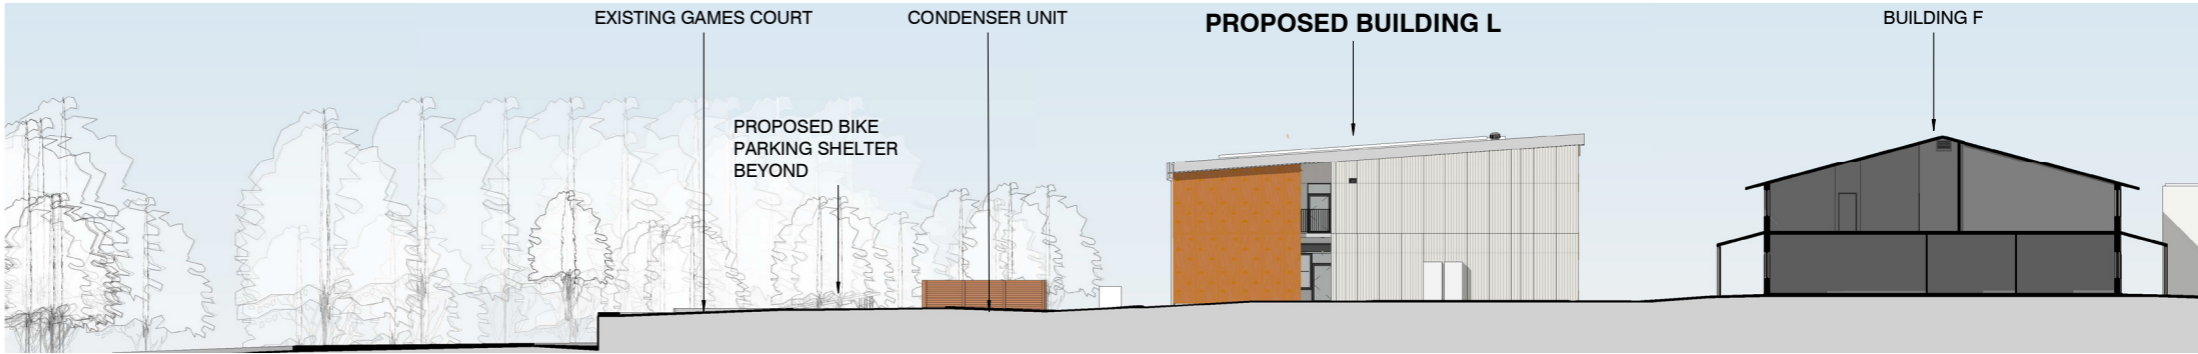 EXISTING GAMES COURT
CONDENSER UNIT
PROPOSED BUILDING L
BUILDING F
PROPOSED BIKE
PARKING SHELTER
BEYOND